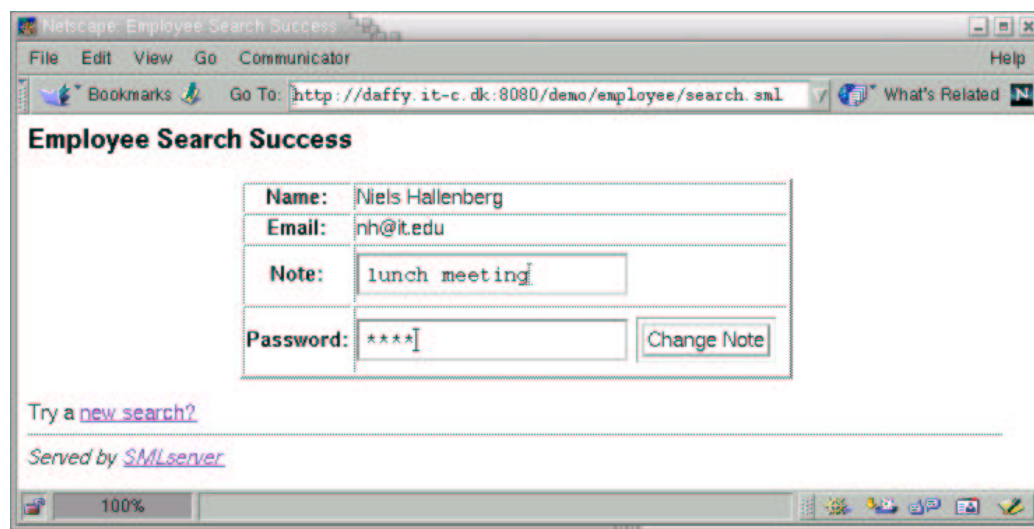 Netscape: Employee Search Success
File Edit View Go Communicator Help
Bookmarks Go To: http://daffy.it-c.dk:8080/demo/employee/search.sml What's Related N
Employee Search Success
Name: Niels Hallenberg
Email: nh@it.edu
Note: lunch meeting
Password: **** Change Note
Try a new search?
Served by SMLserver
100%